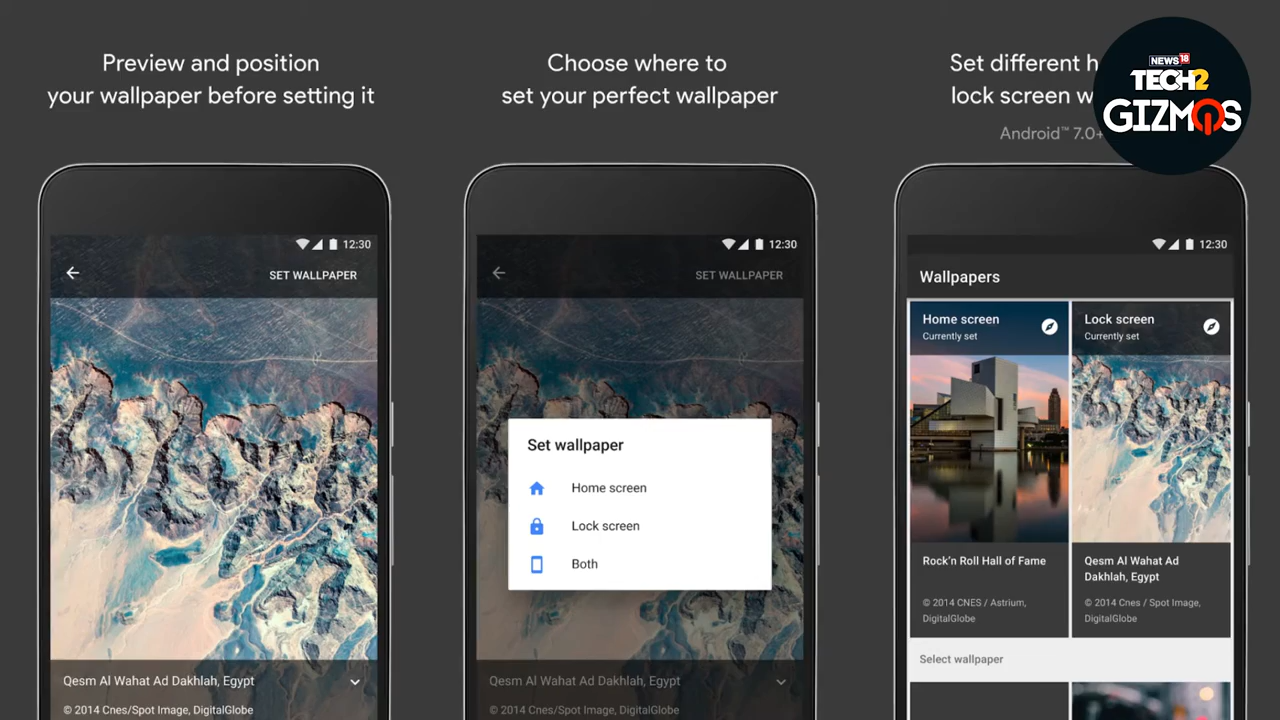 Preview and position
your wallpaper before setting it
Choose where to
set your perfect wallpaper
Set different
lock screen
Android™ 7.0+
NEWS18
TECH2
GIZMOS
12:30
SET WALLPAPER
Qesm Al Wahat Ad Dakhlah, Egypt
© 2014 Cnes/Spot Image, DigitalGlobe
12:30
SET WALLPAPER
Set wallpaper
Home screen
Lock screen
Both
Qesm Al Wahat Ad Dakhlah, Egypt
© 2014 Cnes/Spot Image, DigitalGlobe
12:30
Wallpapers
Home screen
Currently set
Lock screen
Currently set
Rock'n Roll Hall of Fame
© 2014 CNES / Astrium,
DigitalGlobe
Qesm Al Wahat Ad
Dakhlah, Egypt
© 2014 Cnes / Spot Image,
DigitalGlobe
Select wallpaper